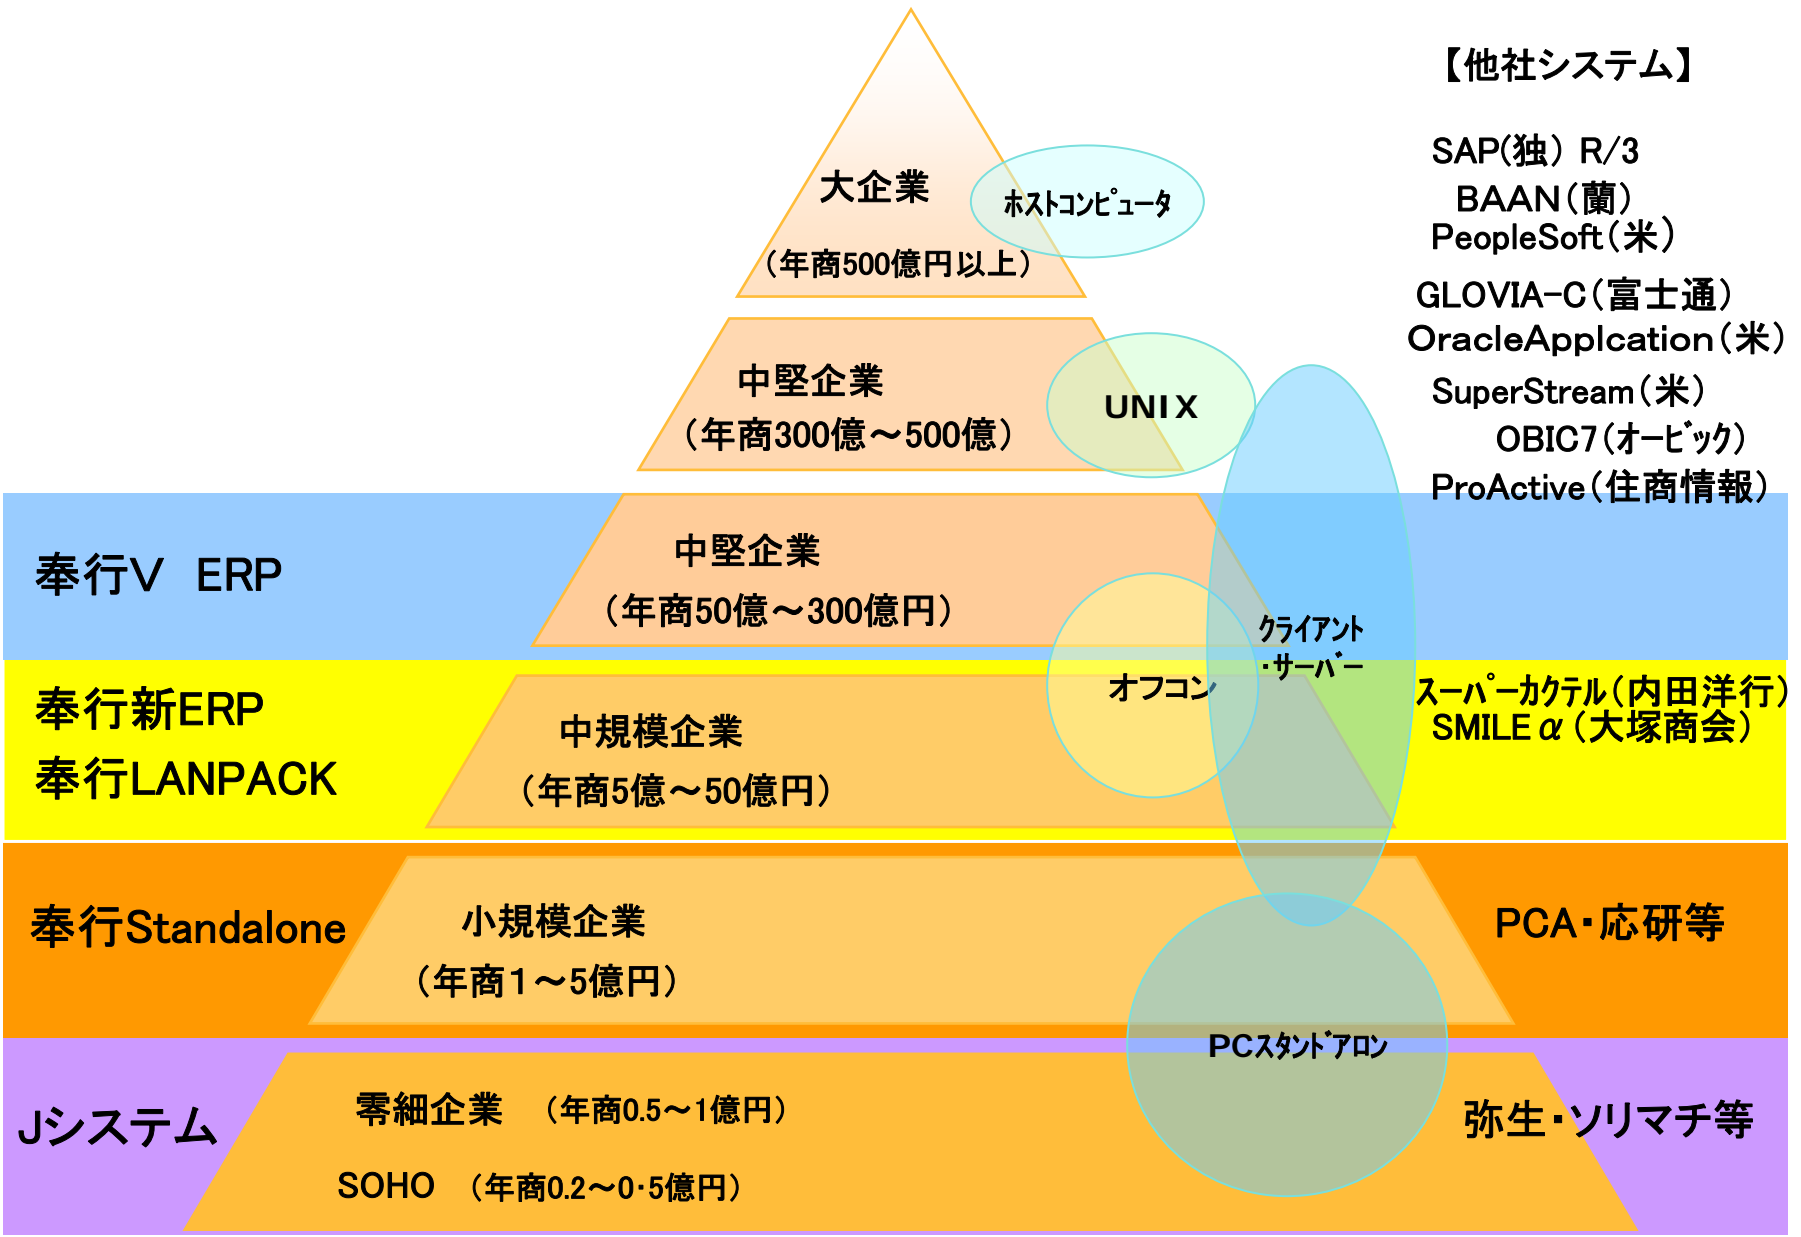 【他社システム】
SAP(独） R/3
BAAN（蘭）
PeopleSoft（米）
GLOVIA-C（富士通）
OracleApplcation（米）
SuperStream（米）
OBIC7（ｵｰﾋﾞｯｸ）
ProActive（住商情報）
大企業
（年商500億円以上）
ﾎｽﾄｺﾝﾋﾟｭｰﾀ
中堅企業
（年商300億～500億）
UNIX
奉行Ⅴ　ERP
中堅企業
（年商50億～300億円）
ｸﾗｲｱﾝﾄ
・ｻｰﾊﾞｰ
奉行新ERP
奉行LANPACK
中規模企業
（年商5億～50億円）
オフコン
ｽｰﾊﾟｰｶｸﾃﾙ（内田洋行）
SMILEα（大塚商会）
奉行Standalone
小規模企業
（年商１～5億円）
PCA・応研等
PCｽﾀﾝﾄﾞｱﾛﾝ
Jシステム
零細企業　（年商0.5～1億円）
SOHO　（年商0.2～0・5億円）
弥生・ソリマチ等